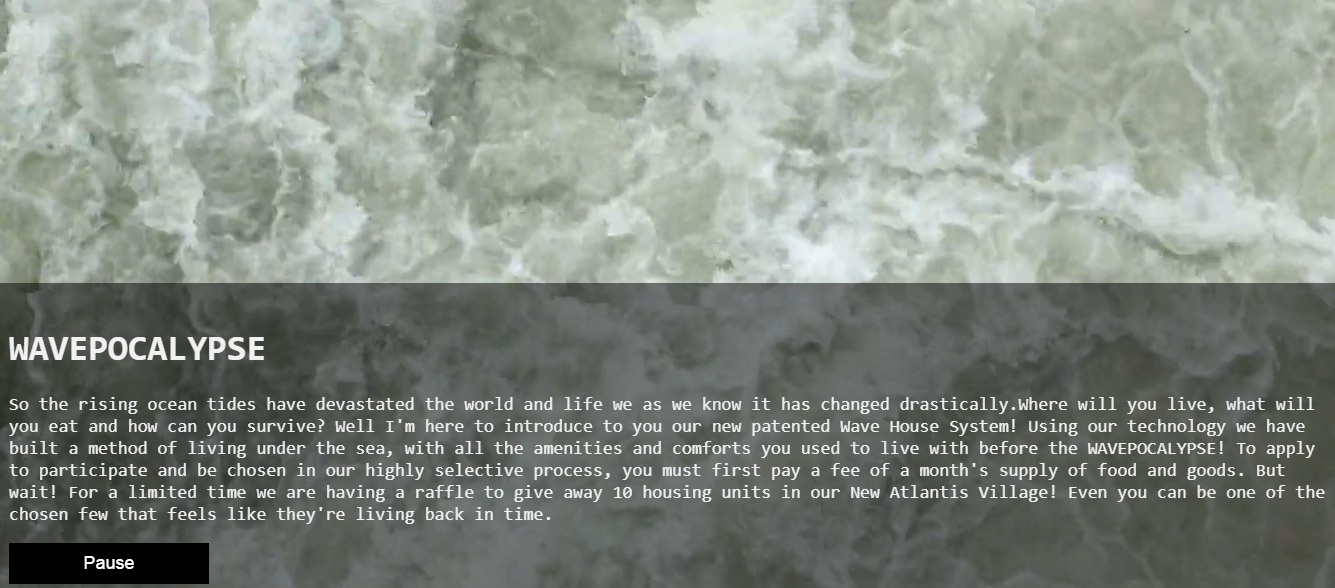 WAVEPOCALYPSE
So the rising ocean tides have devastated the world and life we as we know it has changed drastically.Where will you live, what will
you eat and how can you survive? Well I'm here to introduce to you our new patented Wave House System! Using our technology we have
built a method of living under the sea, with all the amenities and comforts you used to live with before the WAVEPOCALYPSE! To apply
to participate and be chosen in our highly selective process, you must first pay a fee of a month's supply of food and goods. But
wait! For a limited time we are having a raffle to give away 10 housing units in our New Atlantis Village! Even you can be one of the
chosen few that feels like they're living back in time.
Pause